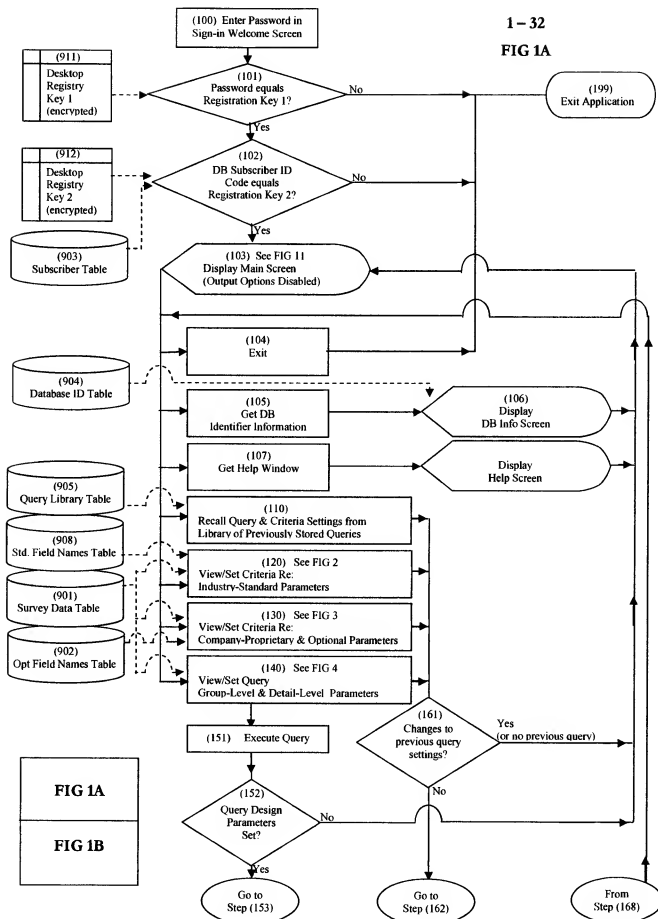 1 – 32
FIG 1A
(100) Enter Password in
Sign-in Welcome Screen
(911)
Desktop
Registry
Key 1
(encrypted)
(101)
Password equals
Registration Key 1?
No
(199)
Exit Application
Yes
(912)
Desktop
Registry
Key 2
(encrypted)
(102)
DB Subscriber ID
Code equals
Registration Key 2?
No
Yes
(903)
Subscriber Table
(103) See FIG 11
Display Main Screen
(Output Options Disabled)
(104)
Exit
(904)
Database ID Table
(105)
Get DB
Identifier Information
(106)
Display
DB Info Screen
(107)
Get Help Window
Display
Help Screen
(905)
Query Library Table
(110)
Recall Query & Criteria Settings from
Library of Previously Stored Queries
(908)
Std. Field Names Table
(120) See FIG 2
View/Set Criteria Re:
Industry-Standard Parameters
(901)
Survey Data Table
(130) See FIG 3
View/Set Criteria Re:
Company-Proprietary & Optional Parameters
(902)
Opt Field Names Table
(140) See FIG 4
View/Set Query
Group-Level & Detail-Level Parameters
(151) Execute Query
(161)
Changes to
previous query
settings?
Yes
(or no previous query)
No
FIG 1A
FIG 1B
(152)
Query Design
Parameters
Set?
No
Yes
Go to
Step (153)
Go to
Step (162)
From
Step (168)